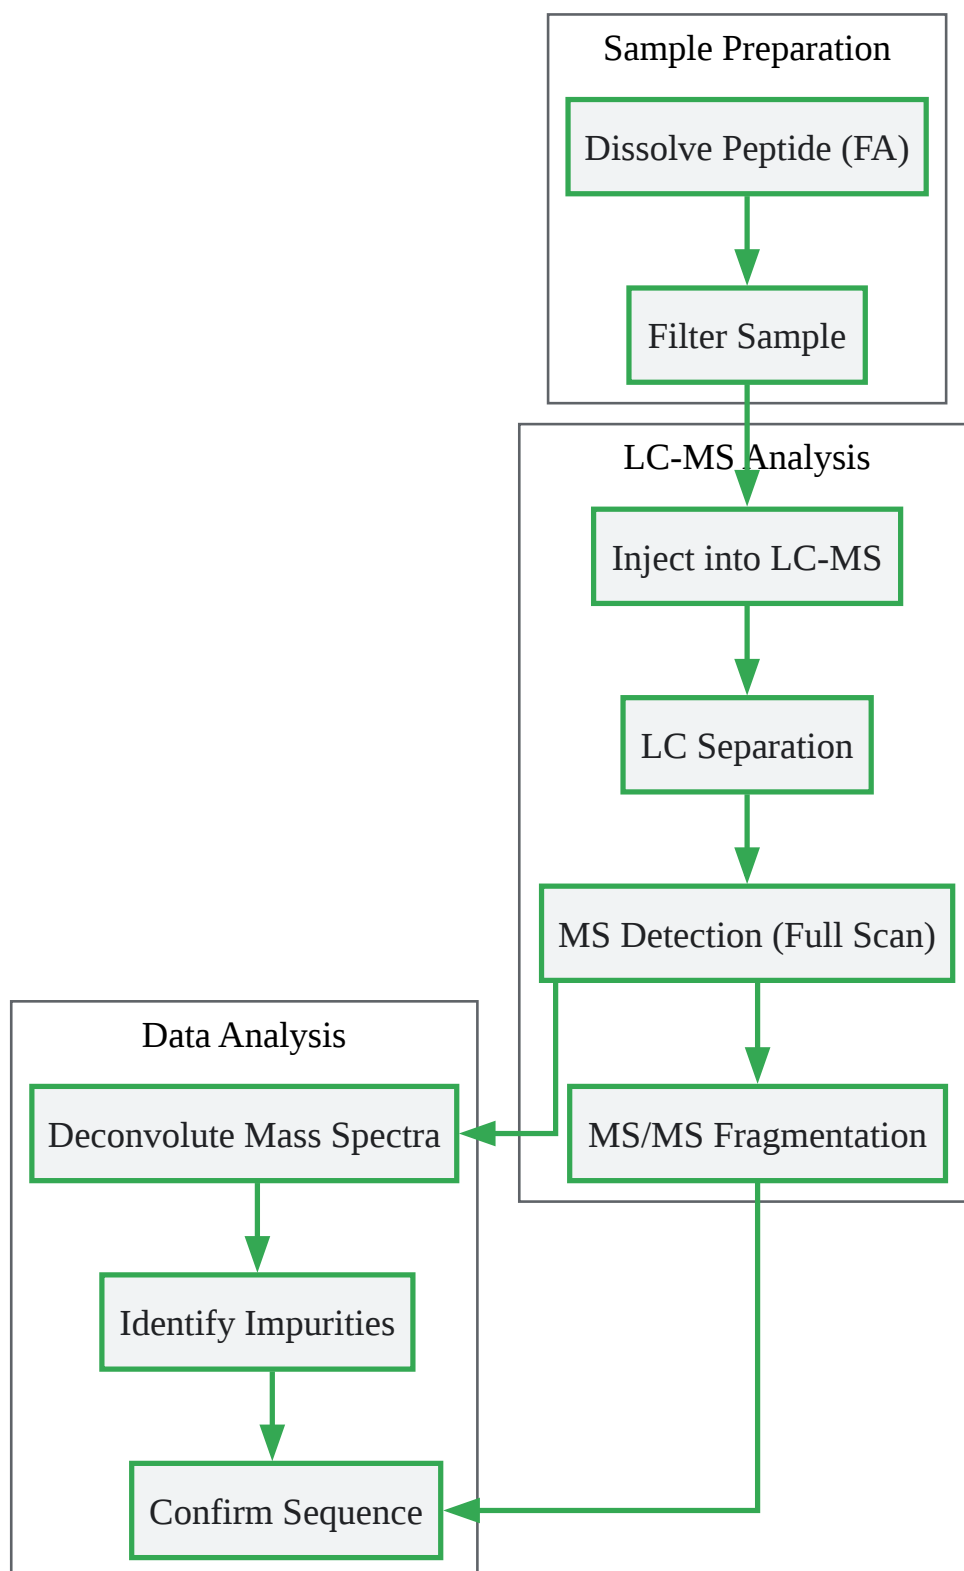 Sample Preparation
Dissolve Peptide (FA)
Filter Sample
LC-MS Analysis
Inject into LC-MS
LC Separation
MS Detection (Full Scan)
MS/MS Fragmentation
Data Analysis
Deconvolute Mass Spectra
Identify Impurities
Confirm Sequence